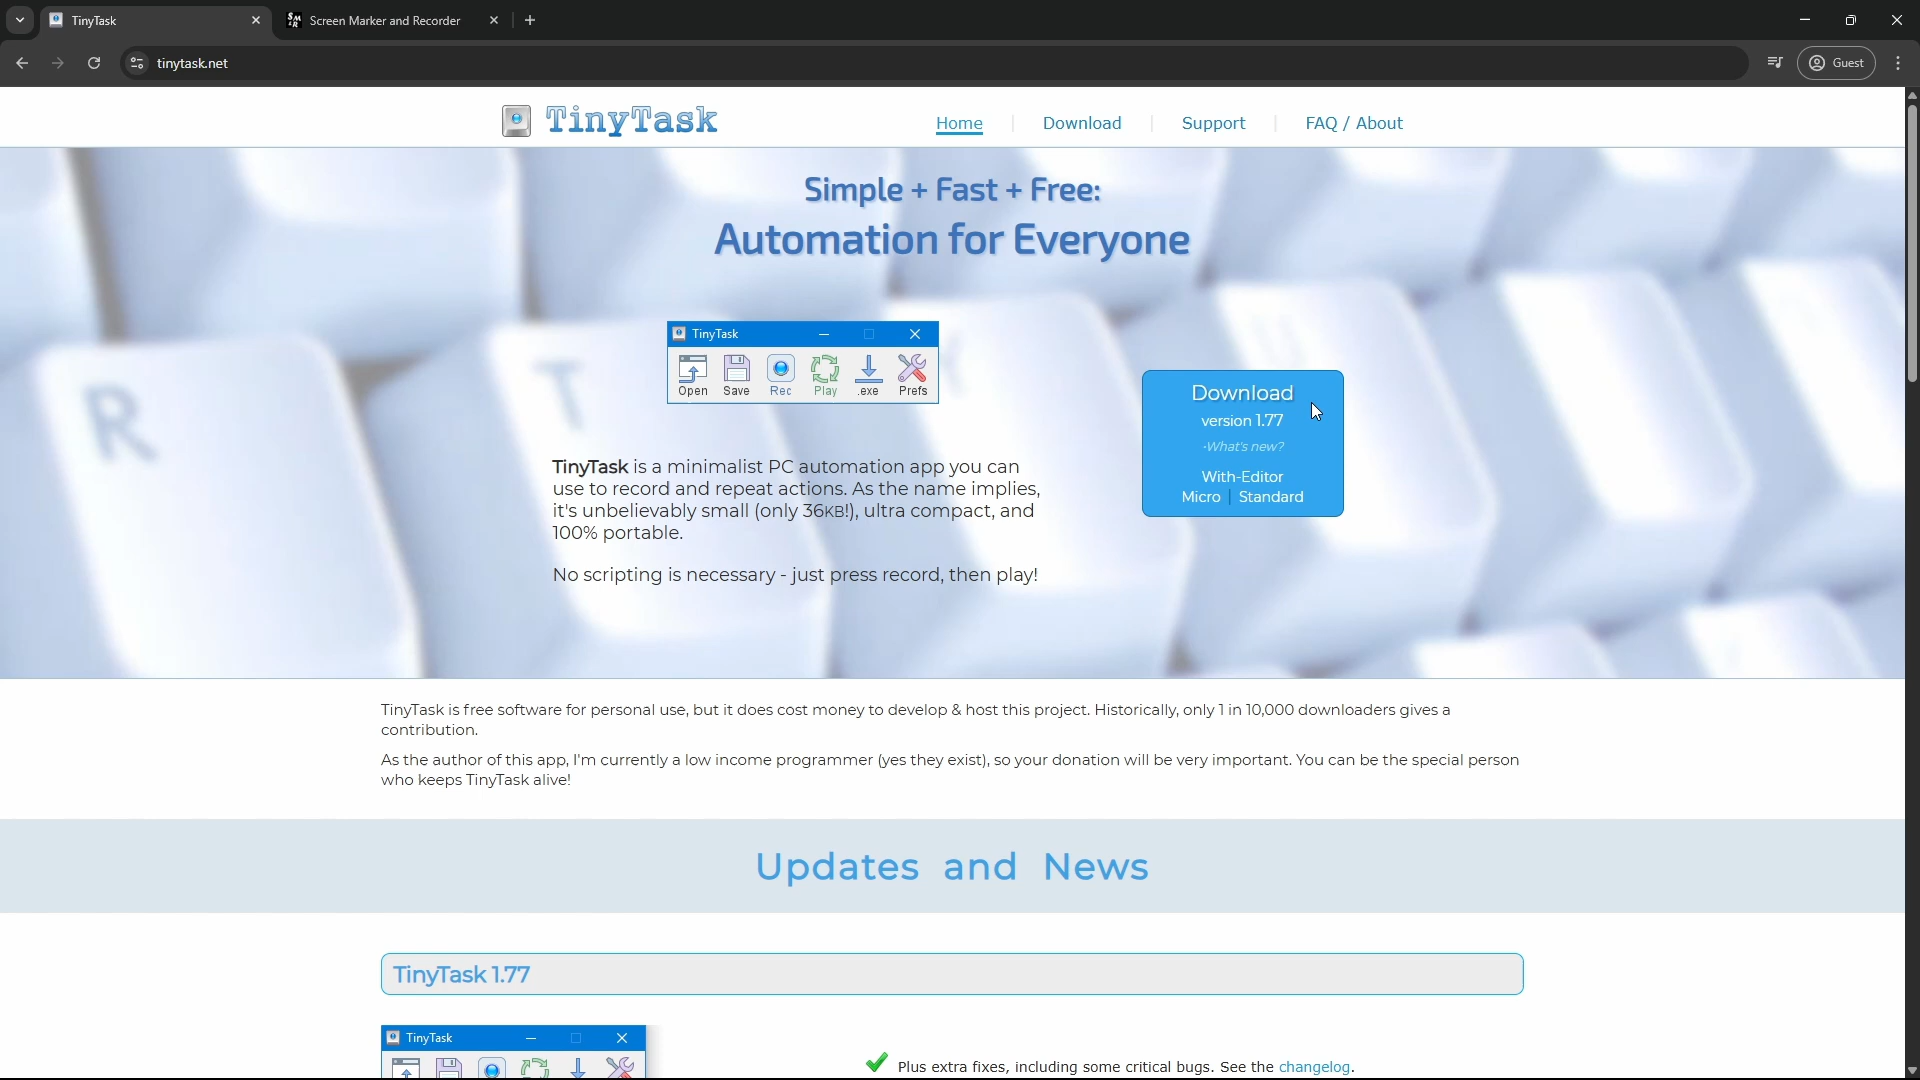 TinyTask
Screen Marker and Recorder
tinytask.net
Guest
TinyTask
Home
Download
Support
FAQ / About
Simple + Fast + Free:
Automation for Everyone
TinyTask
Open
Save
Rec
Play
.exe
Prefs
Download
version 1.77
-What's new?
With-Editor
Micro | Standard
TinyTask is a minimalist PC automation app you can
use to record and repeat actions. As the name implies,
it's unbelievably small (only 36KB!), ultra compact, and
100% portable.
No scripting is necessary - just press record, then play!
R
T
TinyTask is free software for personal use, but it does cost money to develop & host this project. Historically, only 1 in 10,000 downloaders gives a
contribution.
As the author of this app, I'm currently a low income programmer (yes they exist), so your donation will be very important. You can be the special person
who keeps TinyTask alive!
Updates and News
TinyTask 1.77
TinyTask
Plus extra fixes, including some critical bugs. See the changelog.